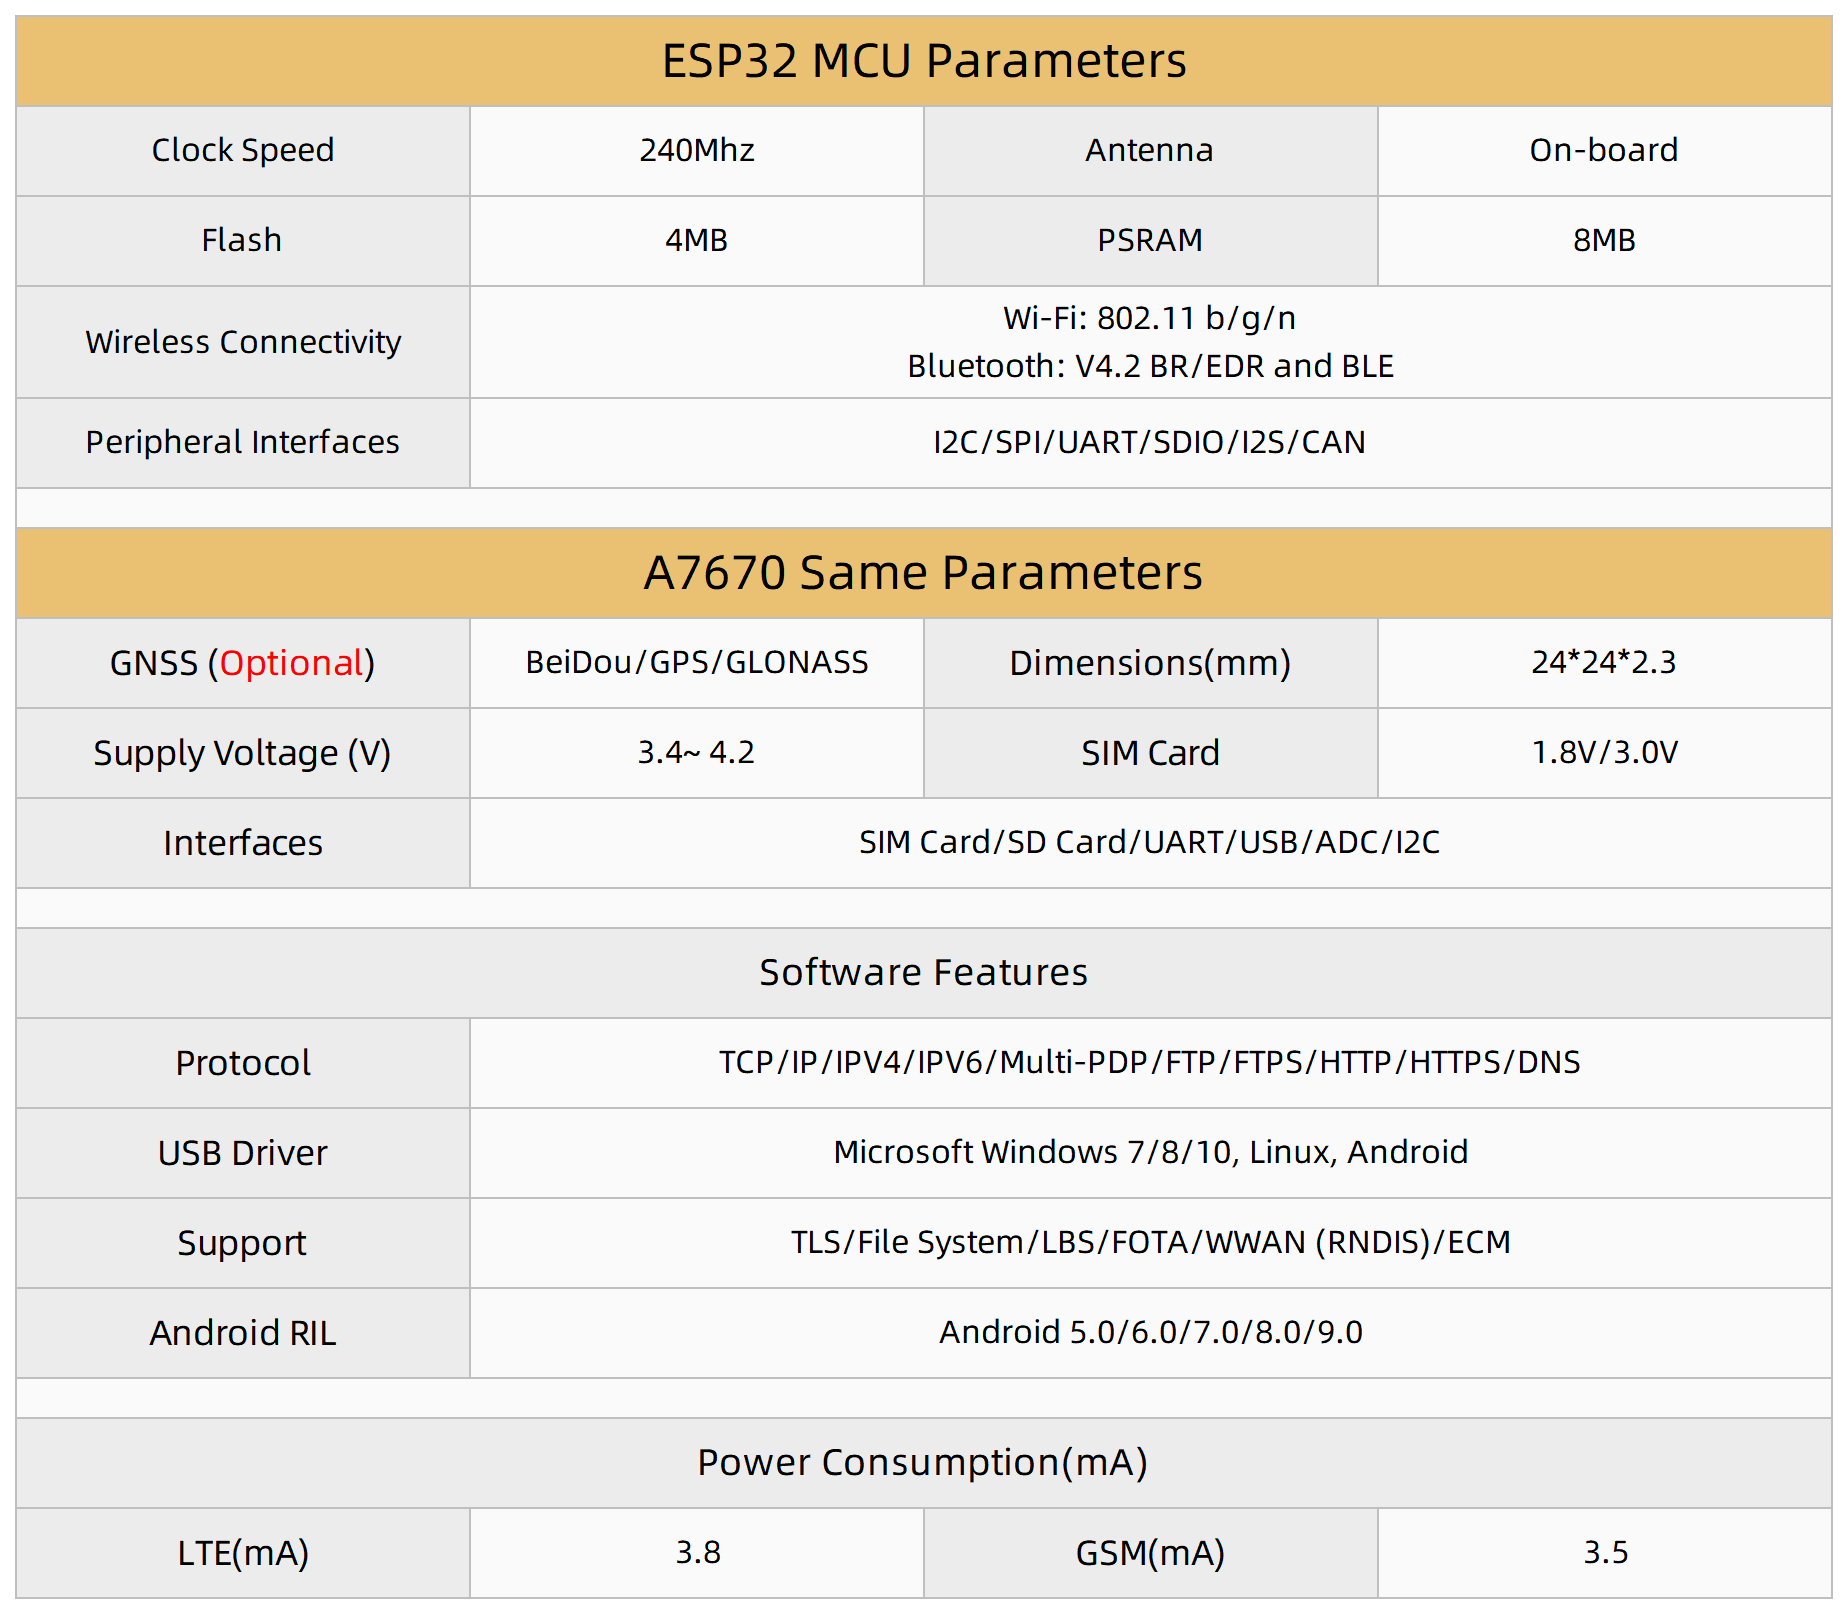 ESP32 MCU Parameters
Clock Speed 240Mhz Antenna On-board
Flash 4MB PSRAM 8MB
Wireless Connectivity
Wi-Fi: 802.11 b/g/n
Bluetooth: V4.2 BR/EDR and BLE
Peripheral Interfaces I2C/SPI/UART/SDIO/I2S/CAN
A7670 Same Parameters
GNSS (Optional) BeiDou/GPS/GLONASS Dimensions(mm) 24*24*2.3
Supply Voltage (V) 3.4~ 4.2 SIM Card 1.8V/3.0V
Interfaces SIM Card/SD Card/UART/USB/ADC/I2C
Software Features
Protocol TCP/IP/IPV4/IPV6/Multi-PDP/FTP/FTPS/HTTP/HTTPS/DNS
USB Driver Microsoft Windows 7/8/10, Linux, Android
Support TLS/File System/LBS/FOTA/WWAN (RNDIS)/ECM
Android RIL Android 5.0/6.0/7.0/8.0/9.0
Power Consumption(mA)
LTE(mA) 3.8 GSM(mA) 3.5